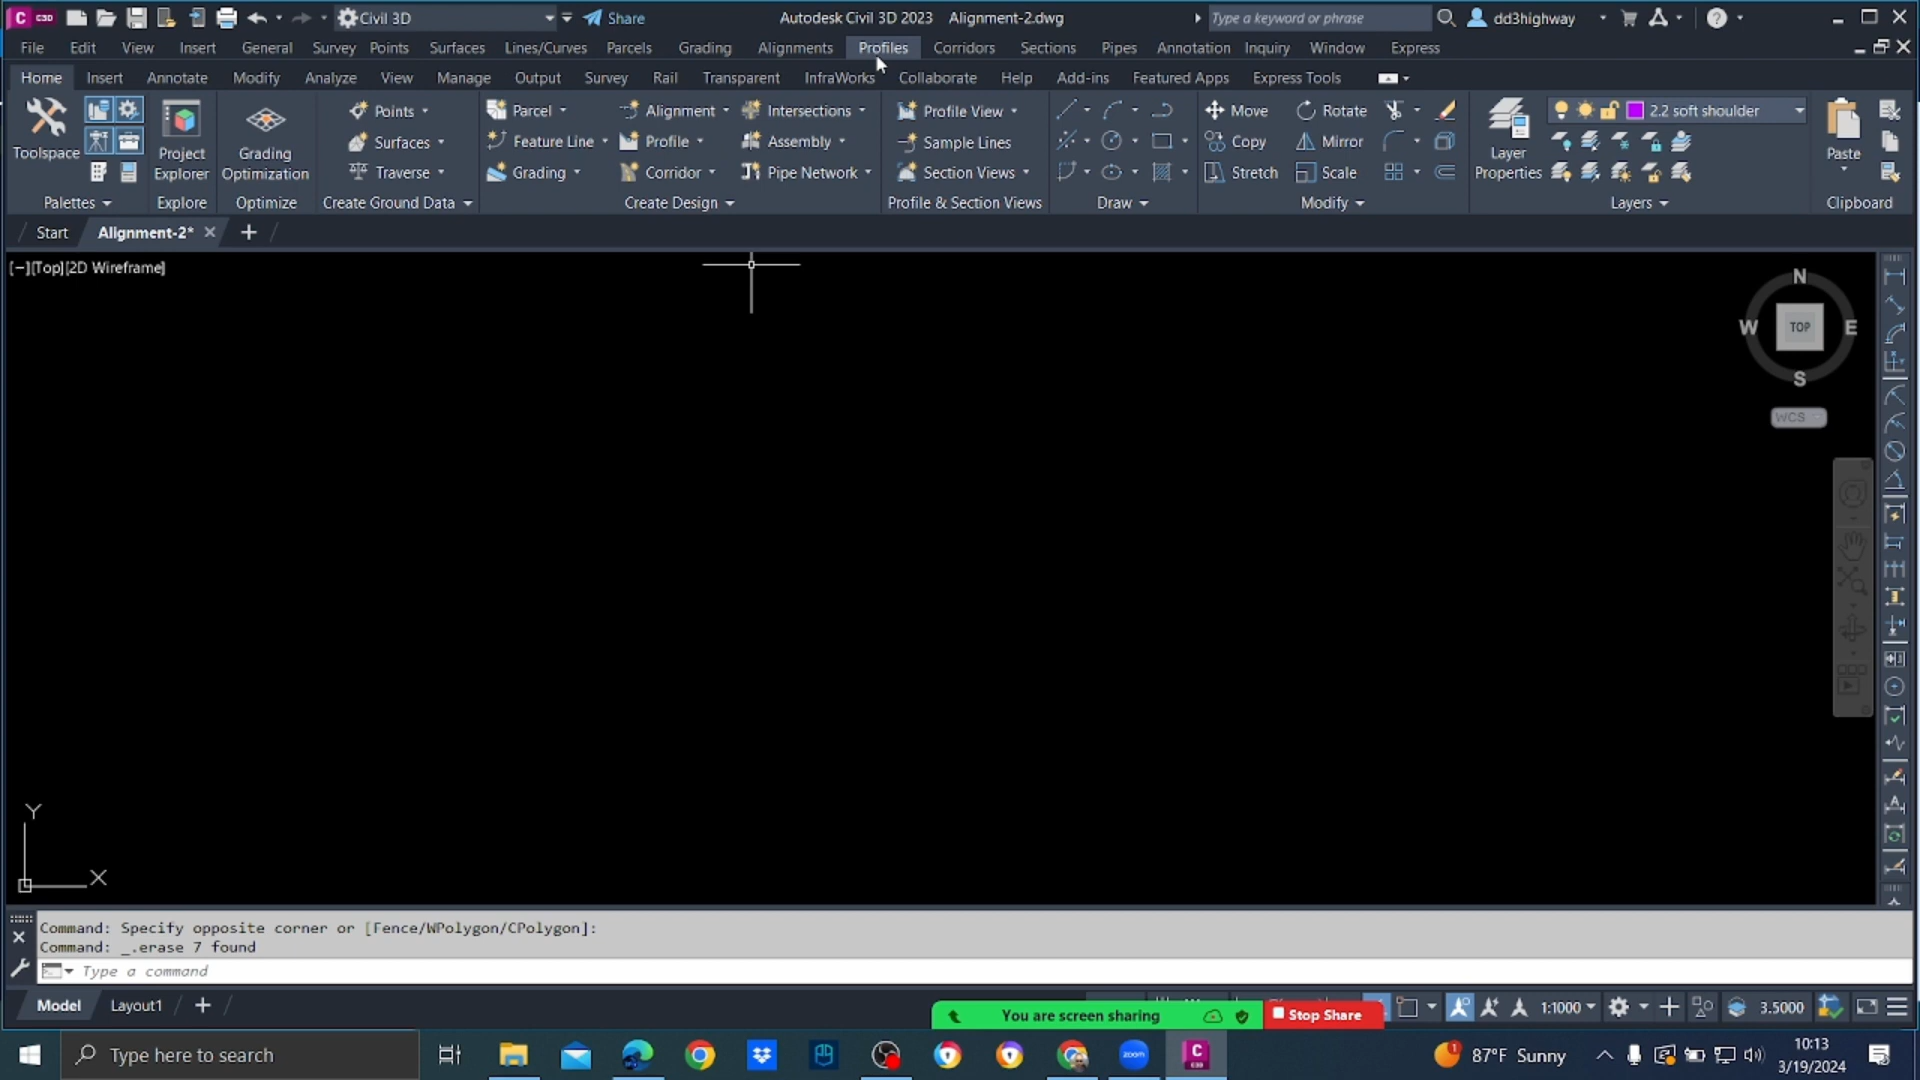 C3D Civil 3D Share Autodesk Civil 3D 2023 Alignment-2.dwg Type a keyword or phrase dd3highway
File Edit View Insert General Survey Points Surfaces Lines/Curves Parcels Grading Alignments Profiles Corridors Sections Pipes Annotation Inquiry Window Express
Home Insert Annotate Modify Analyze View Manage Output Survey Rail Transparent InfraWorks Collaborate Help Add-ins Featured Apps Express Tools
Points Parcel Alignment Intersections Profile View Move Rotate 2.2 soft shoulder
Toolspace Project Explorer Grading Optimization Surfaces Feature Line Profile Assembly Sample Lines Copy Mirror Layer Properties Paste
Traverse Grading Corridor Pipe Network Section Views Stretch Scale
Palettes Explore Optimize Create Ground Data Create Design Profile & Section Views Draw Modify Layers Clipboard
Start Alignment-2*
[−][Top][2D Wireframe]
N
W TOP E
S
WCS
Y
X
Command: Specify opposite corner or [Fence/WPolygon/CPolygon]:
Command: _.erase 7 found
Type a command
Model Layout1 1:1000 3.5000
You are screen sharing Stop Share
Type here to search zoom C C3D 1 87°F Sunny 10:13
3/19/2024